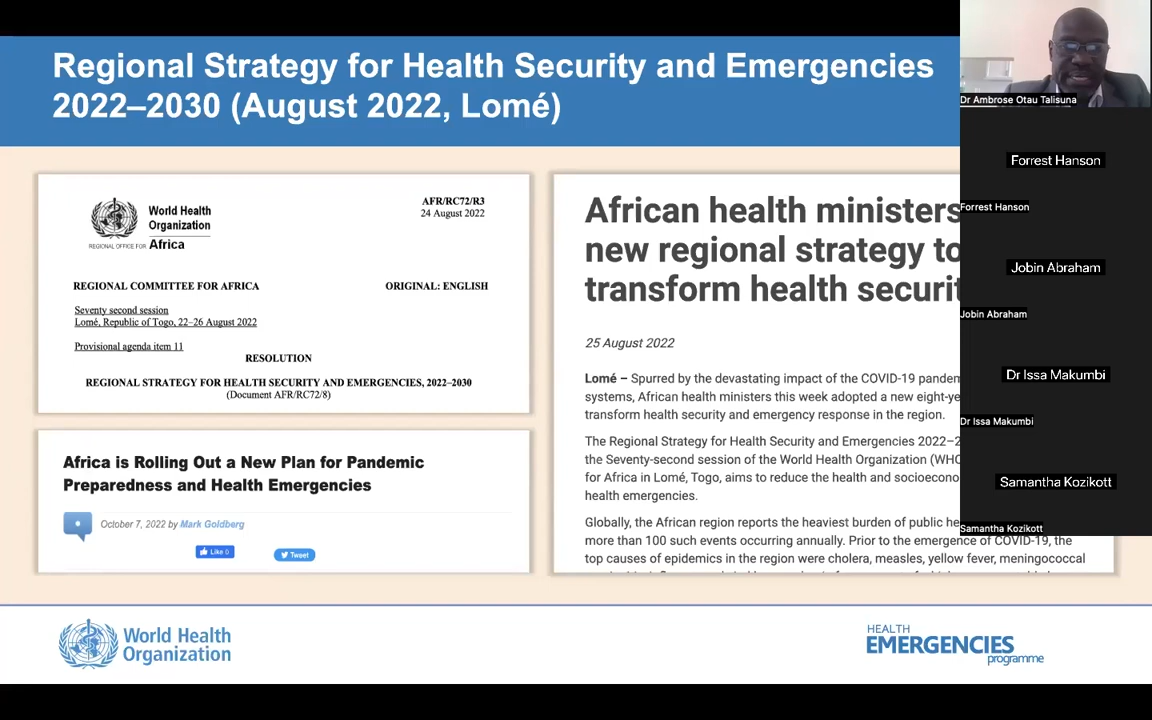 Regional Strategy for Health Security and Emergencies
2022–2030 (August 2022, Lomé)
World Health
Organization
REGIONAL OFFICE FOR Africa
AFR/RC72/R3
24 August 2022
REGIONAL COMMITTEE FOR AFRICA
ORIGINAL: ENGLISH
Seventy second session
Lomé, Republic of Togo, 22–26 August 2022
Provisional agenda item 11
RESOLUTION
REGIONAL STRATEGY FOR HEALTH SECURITY AND EMERGENCIES, 2022–2030
(Document AFR/RC72/8)
Africa is Rolling Out a New Plan for Pandemic
Preparedness and Health Emergencies
October 7, 2022 by Mark Goldberg
Like 0
Tweet
African health ministers
new regional strategy to
transform health
25 August 2022
Lomé – Spurred by the devastating impact of the COVID-19
systems, African health ministers this week adopted a new
transform health security and emergency response in the region.
The Regional Strategy for Health Security and Emergencies
the Seventy-second session of the World Health Organization
for Africa in Lomé, Togo, aims to reduce the health and
health emergencies.
Globally, the African region reports the heaviest burden of public
more than 100 such events occurring annually. Prior to the emergence of COVID-19, the
top causes of epidemics in the region were cholera, measles, yellow fever, meningococcal
Dr Ambrose Otau Talisuna
Forrest Hanson
Forrest Hanson
Jobin Abraham
Jobin Abraham
Dr Issa Makumbi
Dr Issa Makumbi
Samantha Kozikott
Samantha Kozikott
World Health
Organization
HEALTH
EMERGENCIES
programme